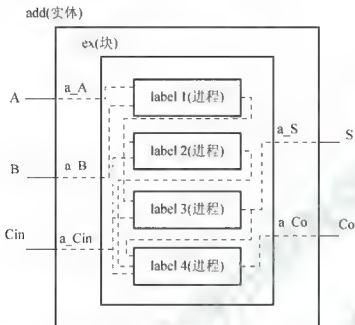 add(实体)
ex(块)
A
a_A
label 1(进程)
a_S
S
label 2(进程)
B
a_B
label 3(进程)
Cin
a_Cin
a_Co
Co
label 4(进程)